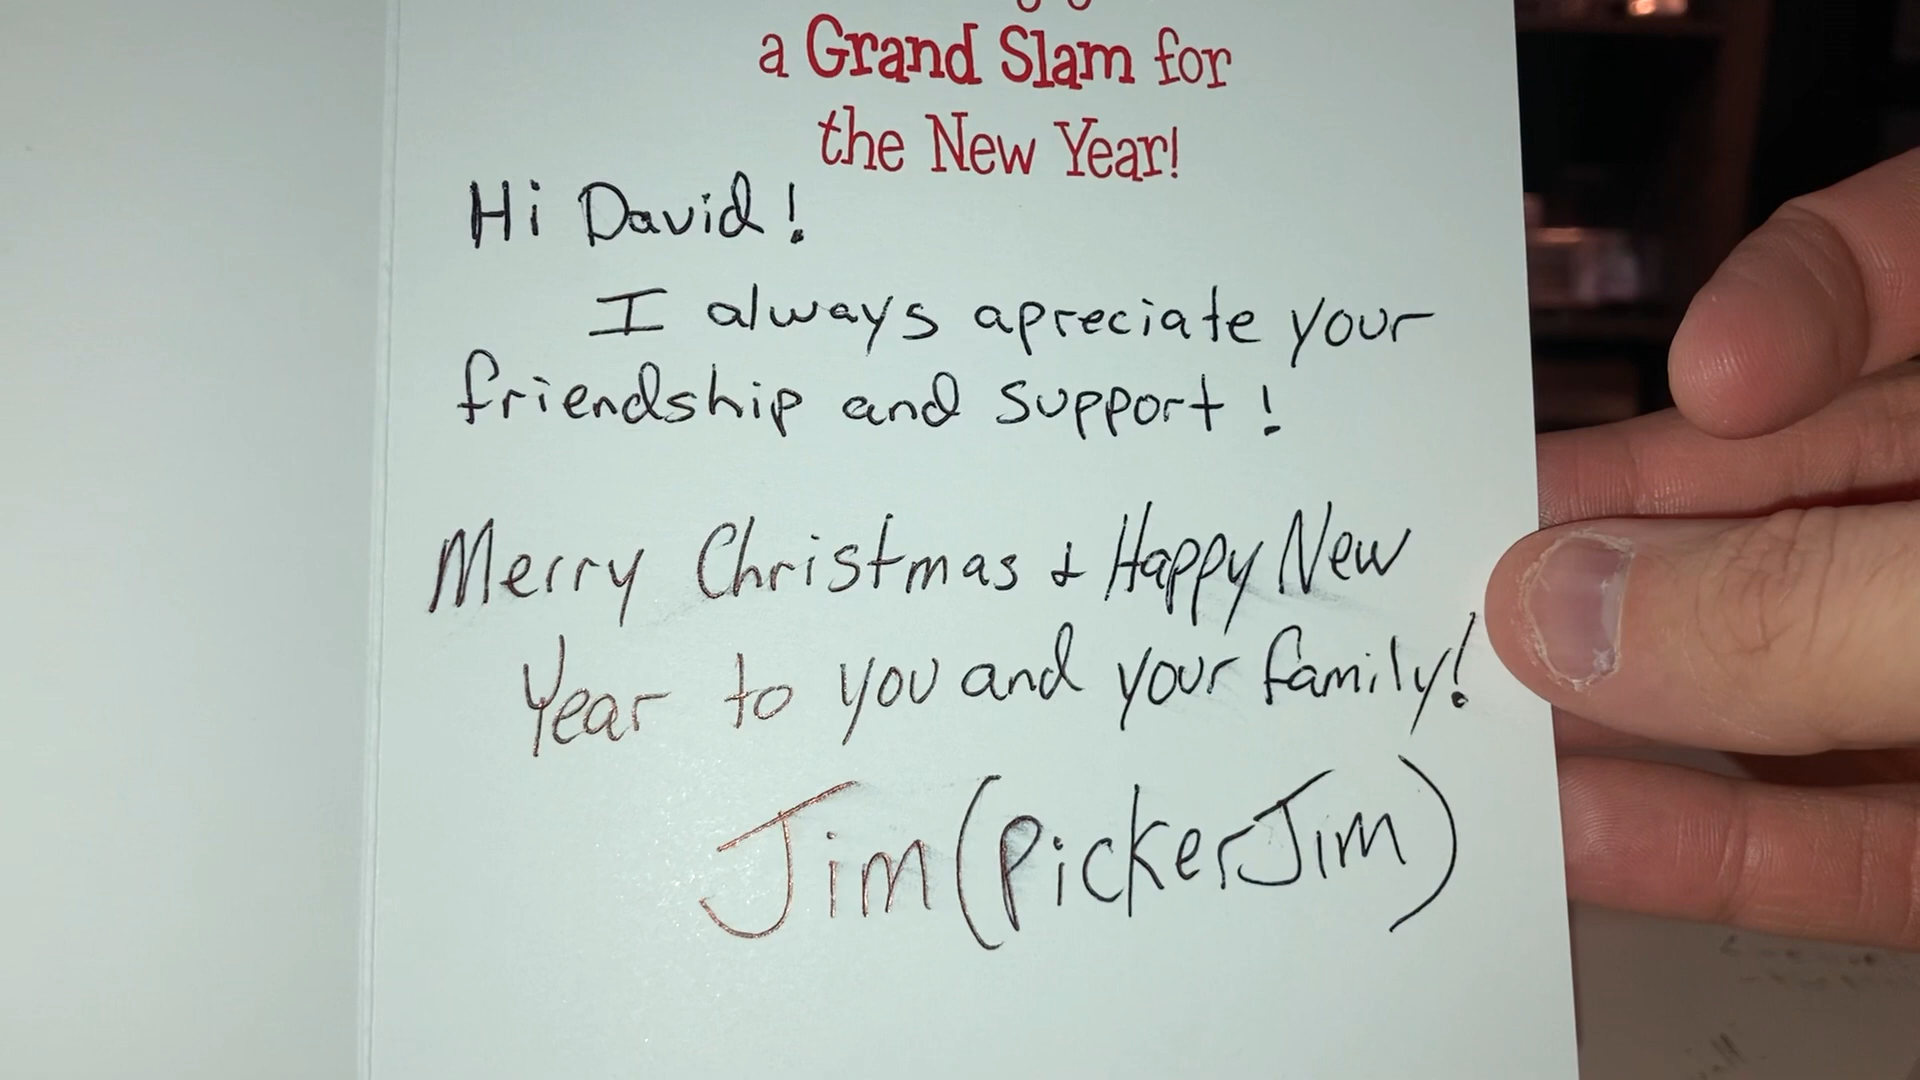 a Grand Slam for
the New Year!
Hi David!
I always apreciate your
friendship and support!
Merry Christmas & Happy New
Year to you and your family!
Jim (PickerJim)